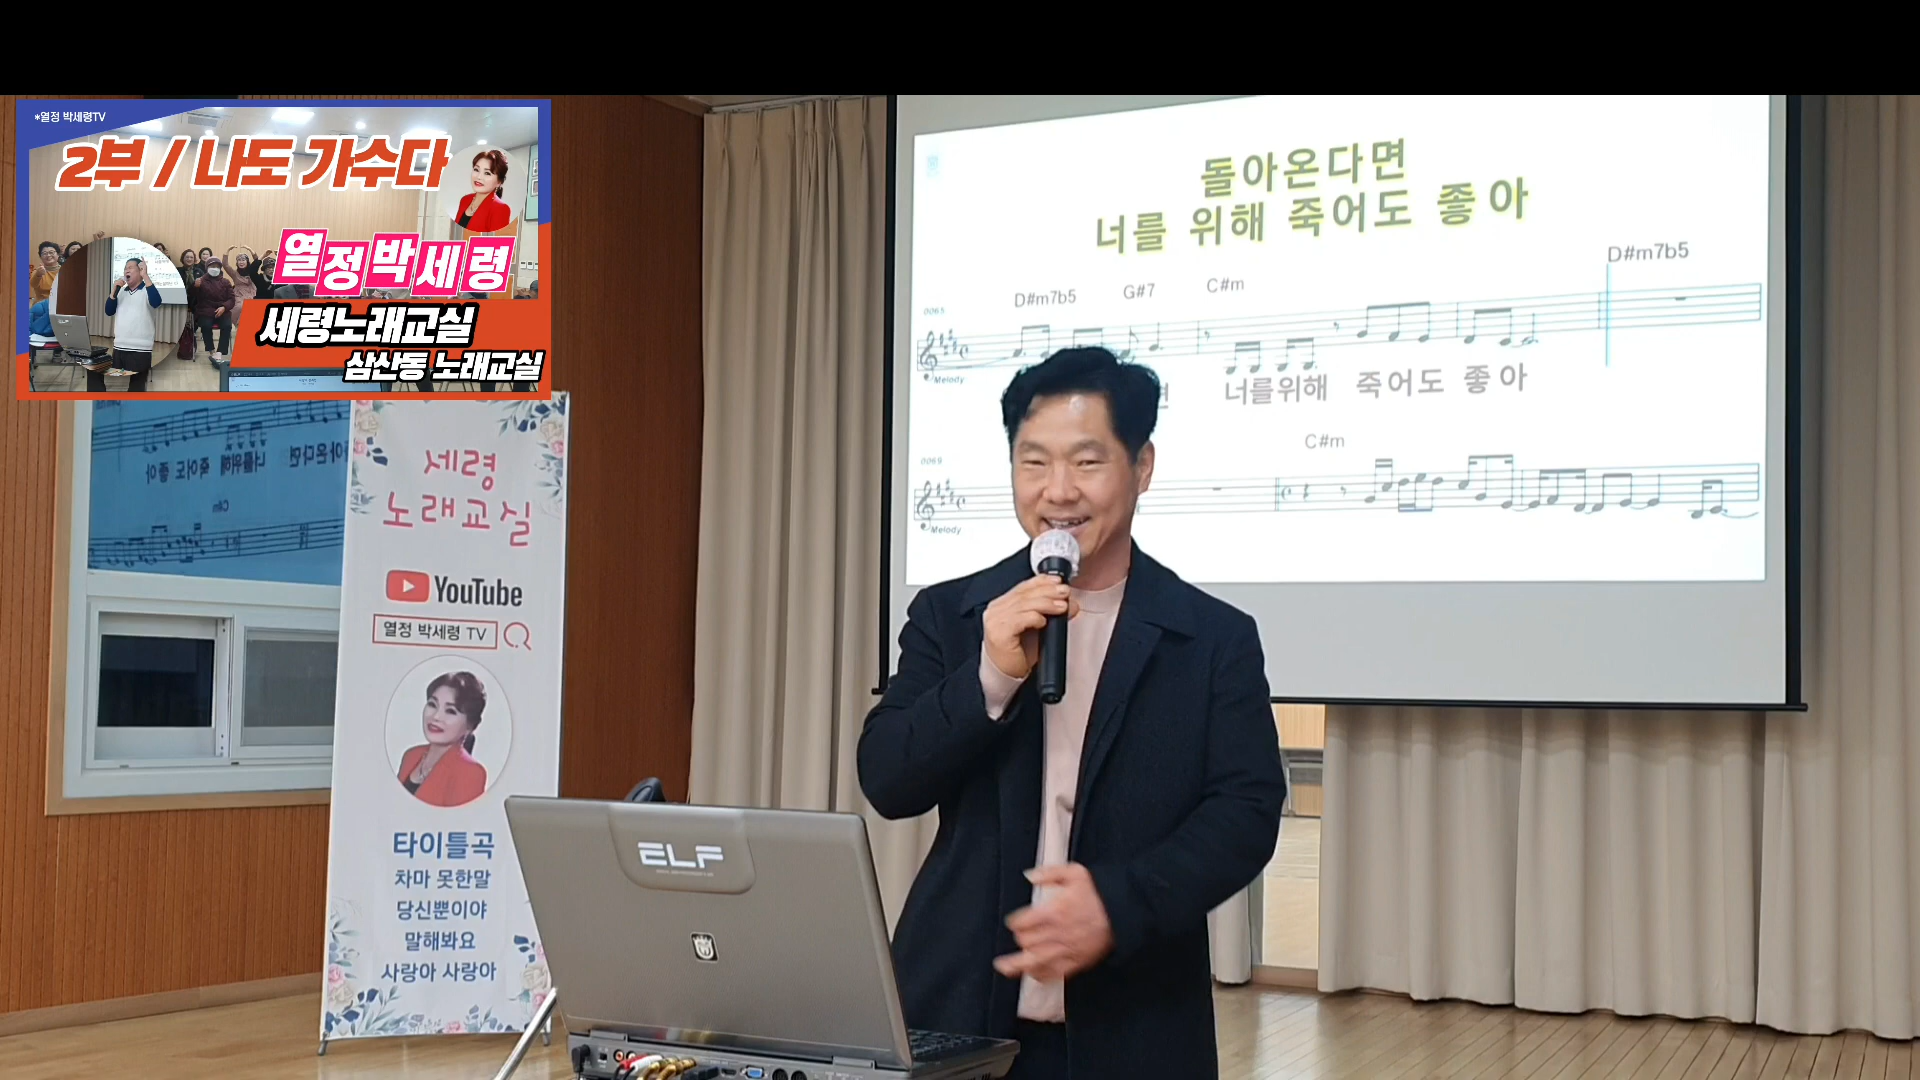 *열정 박세령TV
2부 / 나도 가수다
열정박세령
세령노래교실
삼산동 노래교실
돌아온다면
너를 위해 죽어도 좋아
D#m7b5
D#m7b5 G#7 C#m
0065
Melody
너를위해 죽어도 좋아
C#m
0069
Melody
세령
노래교실
YouTube
열정 박세령 TV
타이틀곡
차마 못한말
당신뿐이야
말해봐요
사랑아 사랑아
ELF